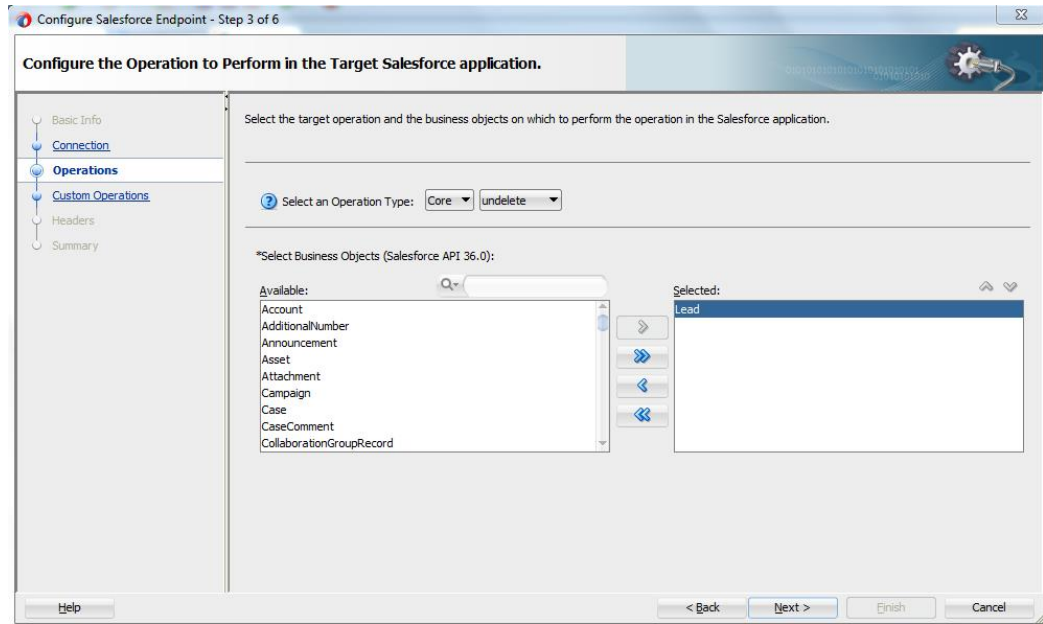 Configure Salesforce Endpoint - Step 3 of 6
Configure the Operation to Perform in the Target Salesforce application.
Basic Info
Connection
Operations
Custom Operations
Headers
Summary
Select the target operation and the business objects on which to perform the operation in the Salesforce application.
Select an Operation Type: Core undelete
*Select Business Objects (Salesforce API 36.0):
Available:
Account
AdditionalNumber
Announcement
Asset
Attachment
Campaign
Case
CaseComment
CollaborationGroupRecord
Selected:
Lead
Help
< Back Next > Finish Cancel